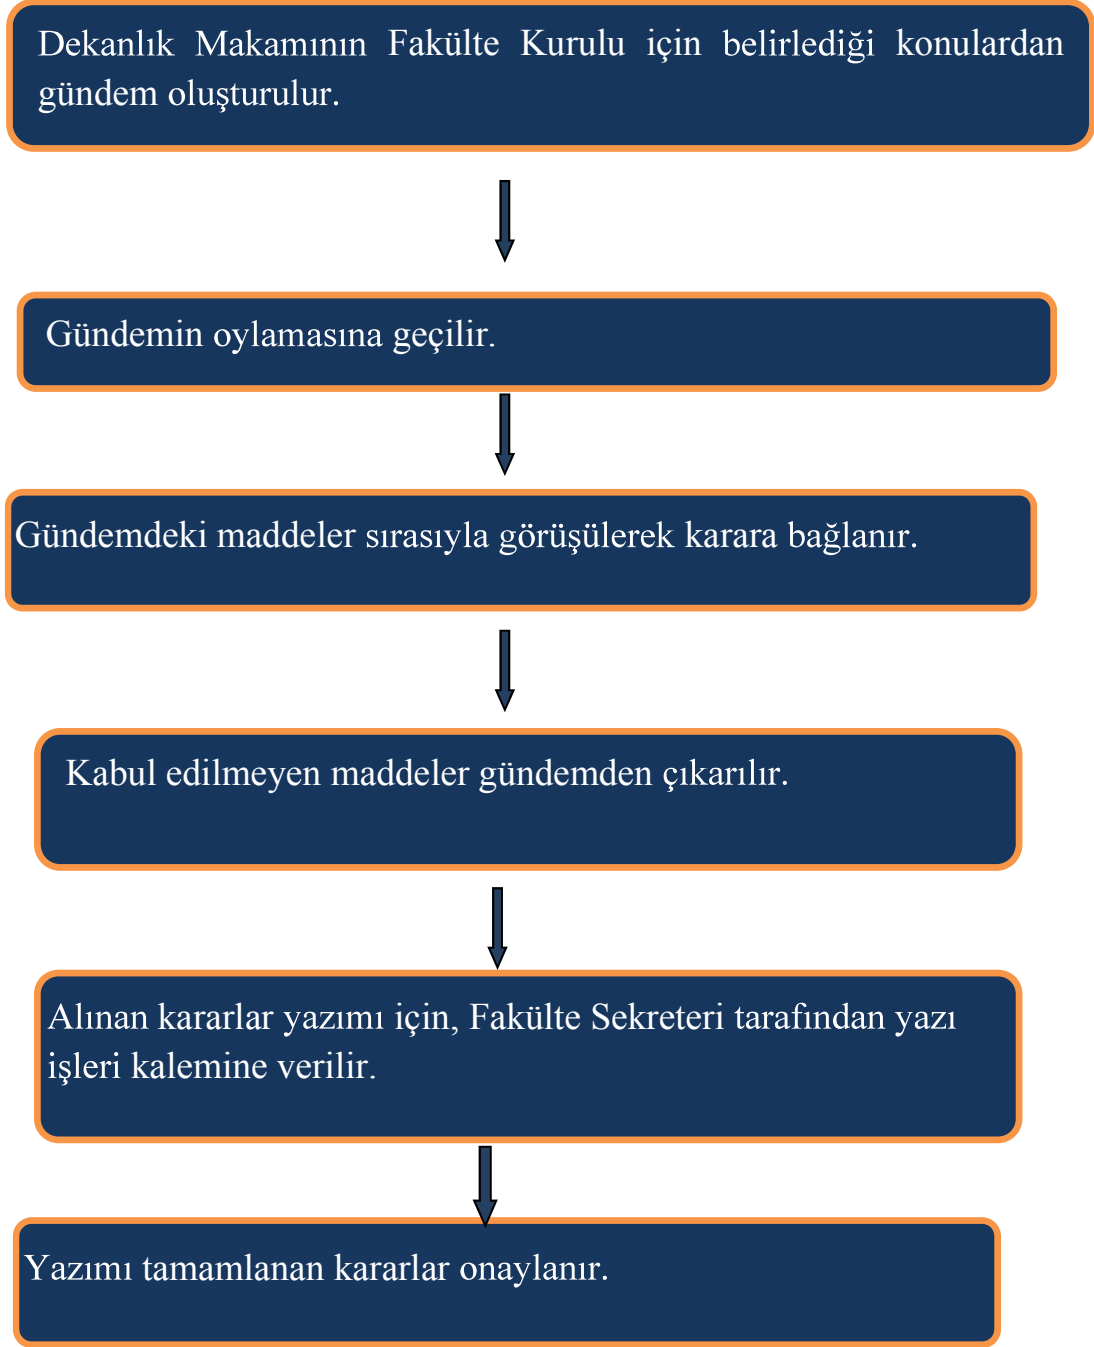 Dekanlık Makamının Fakülte Kurulu için belirlediği konulardan
gündem oluşturulur.
Gündemin oylamasına geçilir.
Gündemdeki maddeler sırasıyla görüşülerek karara bağlanır.
Kabul edilmeyen maddeler gündemden çıkarılır.
Alınan kararlar yazımı için, Fakülte Sekreteri tarafından yazı
işleri kalemine verilir.
Yazımı tamamlanan kararlar onaylanır.